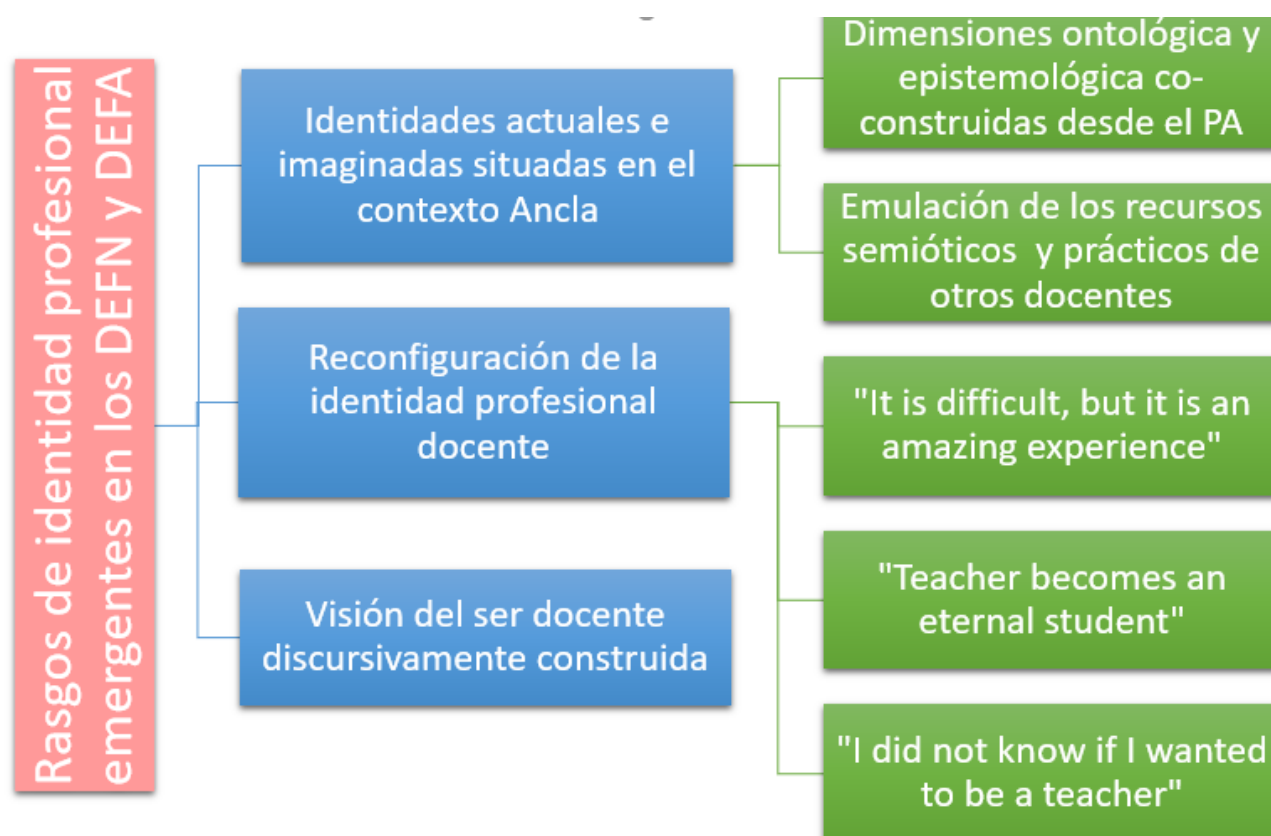 Rasgos de identidad profesional
emergentes en los DEFN y DEFA
Identidades actuales e
imaginadas situadas en el
contexto Ancla
Dimensiones ontológica y
epistemológica co-
construidas desde el PA
Emulación de los recursos
semióticos y prácticos de
otros docentes
Reconfiguración de la
identidad profesional
docente
"It is difficult, but it is an
amazing experience"
"Teacher becomes an
eternal student"
"I did not know if I wanted
to be a teacher"
Visión del ser docente
discursivamente construida